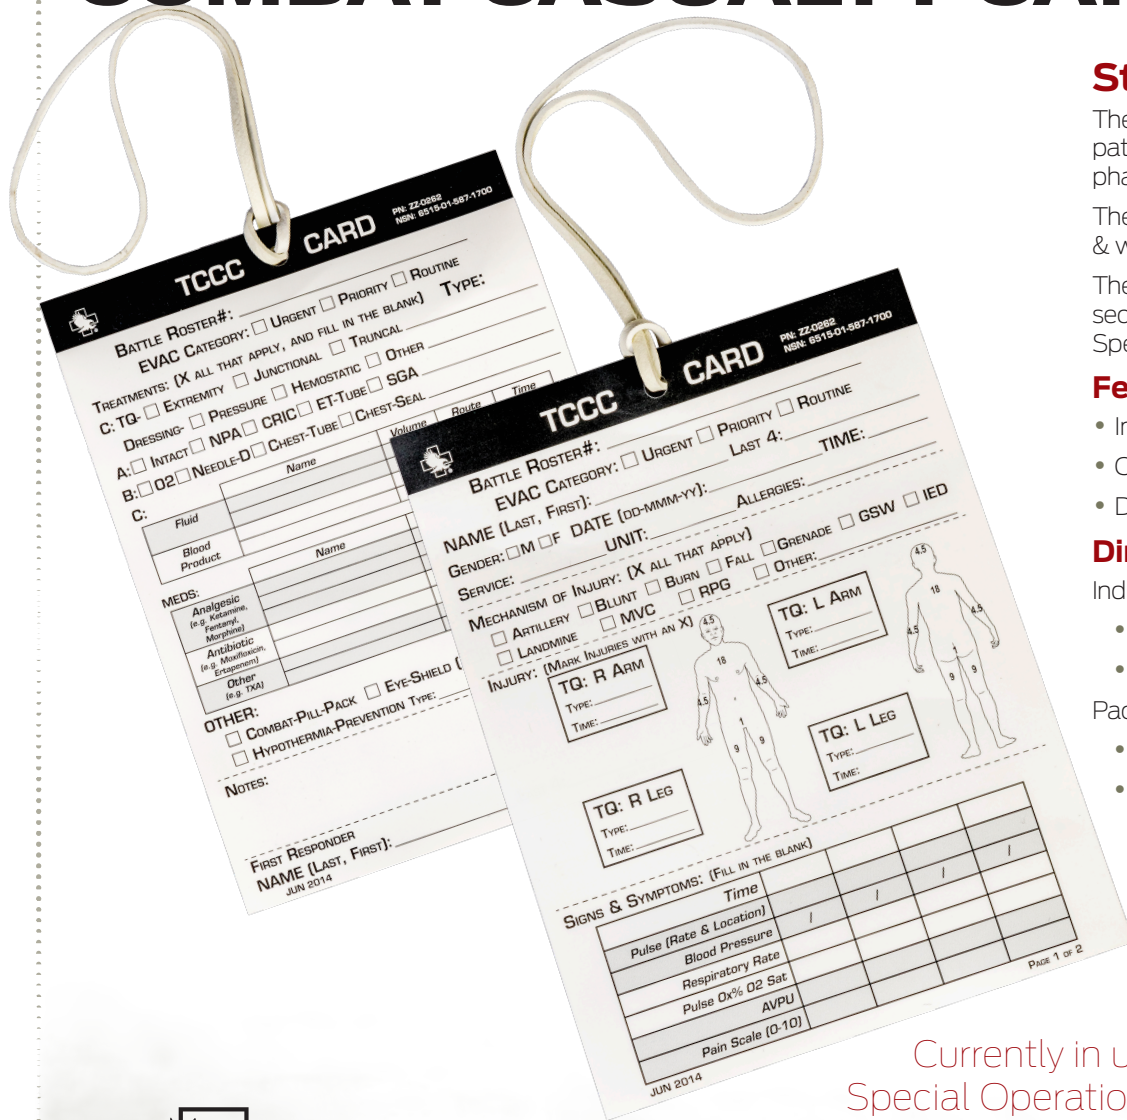 TCCC CARD
PN: ZZ-0262
NSN: 6515-01-587-1700
BATTLE ROSTER#:
EVAC CATEGORY: URGENT PRIORITY ROUTINE
TREATMENTS: (X ALL THAT APPLY, AND FILL IN THE BLANK) TYPE:
C: TQ- EXTREMITY JUNCTIONAL TRUNCAL
DRESSING- PRESSURE HEMOSTATIC OTHER
A: INTACT NPA CRIC ET-TUBE SGA
B: O2 NEEDLE-D CHEST-TUBE CHEST-SEAL
C:
Name Volume Route Time
Fluid
Blood
Product
MEDS:
Name
Analgesic
(e.g. Ketamine,
Fentanyl,
Morphine)
Antibiotic
(e.g. Moxifloxicin,
Ertapenem)
Other
(e.g. TXA)
OTHER:
COMBAT-PILL-PACK EYE-SHIELD (
HYPOTHERMIA-PREVENTION TYPE:
NOTES:
FIRST RESPONDER
NAME (LAST, FIRST):
JUN 2014
TCCC CARD
PN: ZZ-0262
NSN: 6515-01-587-1700
BATTLE ROSTER#:
EVAC CATEGORY: URGENT PRIORITY ROUTINE
NAME (LAST, FIRST): LAST 4:
GENDER: M F DATE (DD-MMM-YY): TIME:
SERVICE: UNIT: ALLERGIES:
MECHANISM OF INJURY: (X ALL THAT APPLY)
ARTILLERY BLUNT BURN FALL GRENADE GSW IED
LANDMINE MVC RPG OTHER:
INJURY: (MARK INJURIES WITH AN X)
TQ: R ARM
TYPE:
TIME:
TQ: L ARM
TYPE:
TIME:
4.5
18
4.5
4.5
1
9 9
4.5
18
4.5
4.5
1
9 9
TQ: R LEG
TYPE:
TIME:
TQ: L LEG
TYPE:
TIME:
SIGNS & SYMPTOMS: (FILL IN THE BLANK)
Time
Pulse (Rate & Location)
Blood Pressure / / / /
Respiratory Rate
Pulse Ox% O2 Sat
AVPU
Pain Scale (0-10)
JUN 2014
PAGE 1 OF 2
The
The
& w
The
sec
Spe
• 
• 
• 
Currently in u
Special Operatio